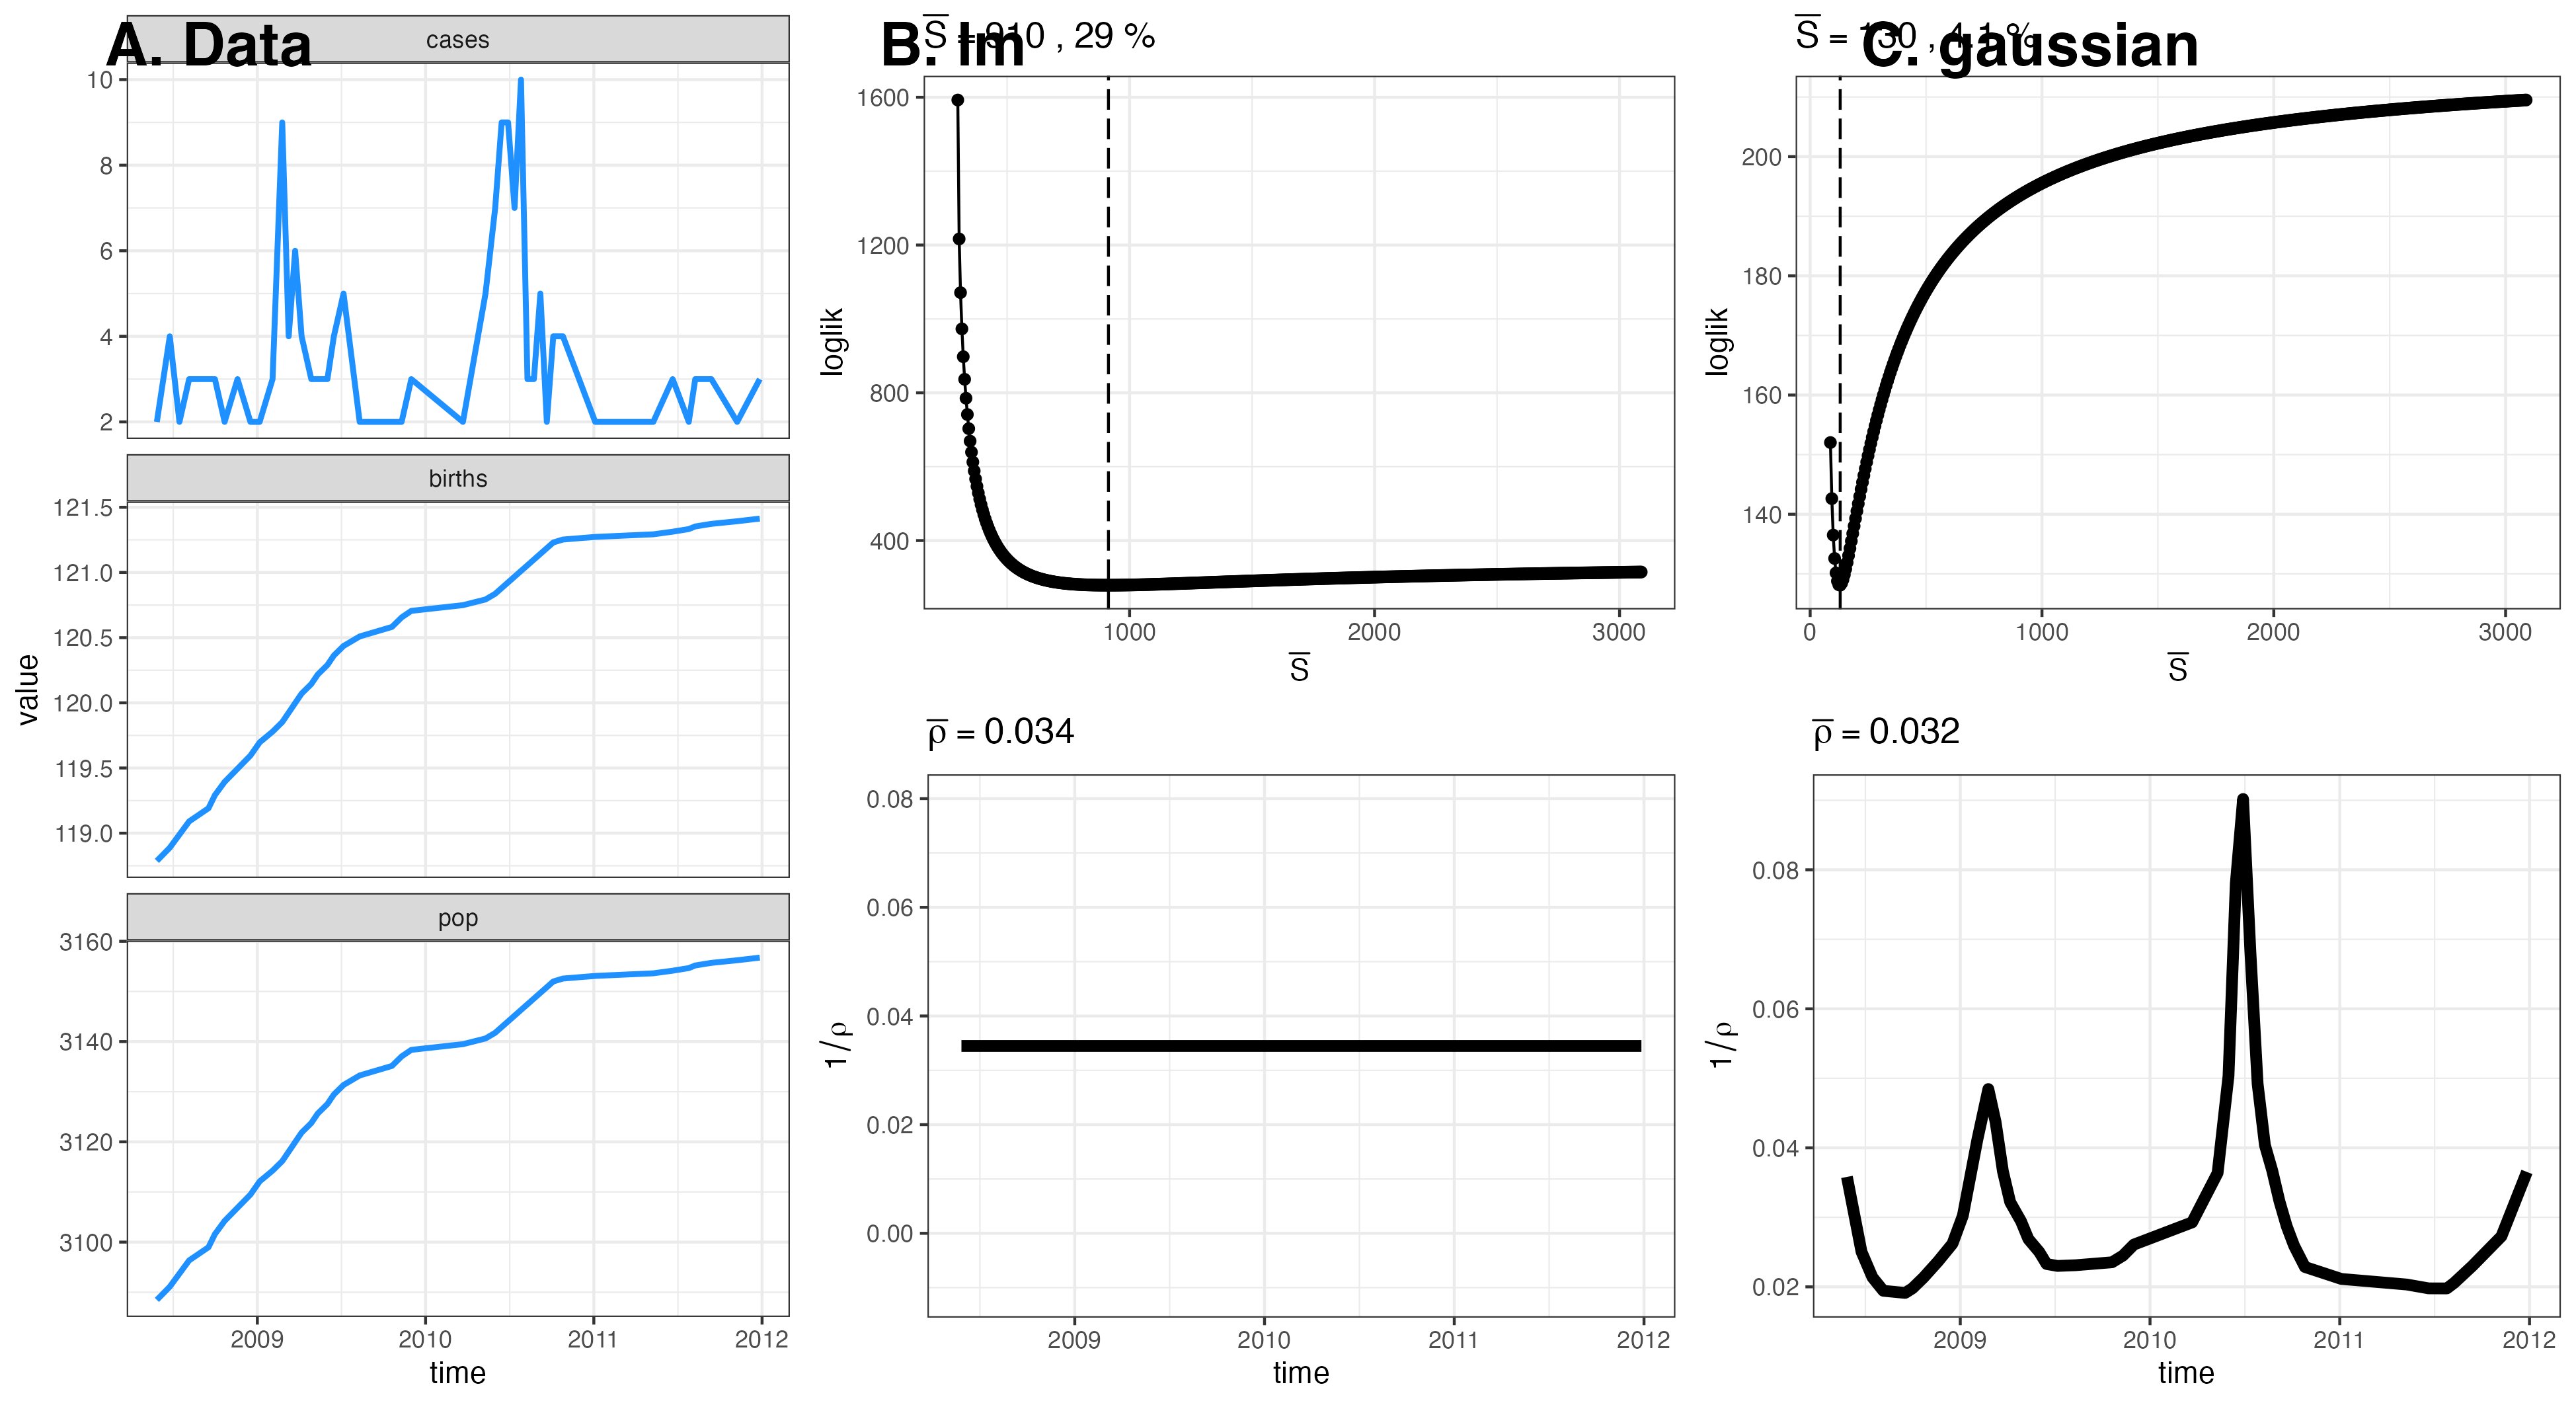 A. Data
cases
10
8
6
4
2
births
121.5
121.0
120.5
120.0
119.5
119.0
pop
3160
3140
3120
3100
value
2009 2010 2011 2012
time
B. lm
S̅ = 910 , 29 %
1600
1200
800
400
loglik
1000 2000 3000
S̅
ρ̅ = 0.034
0.08
0.06
0.04
0.02
0.00
1/ρ
2009 2010 2011 2012
time
C. gaussian
S̅ = 130 , 4.1 %
200
180
160
140
loglik
0 1000 2000 3000
S̅
ρ̅ = 0.032
0.08
0.06
0.04
0.02
1/ρ
2009 2010 2011 2012
time